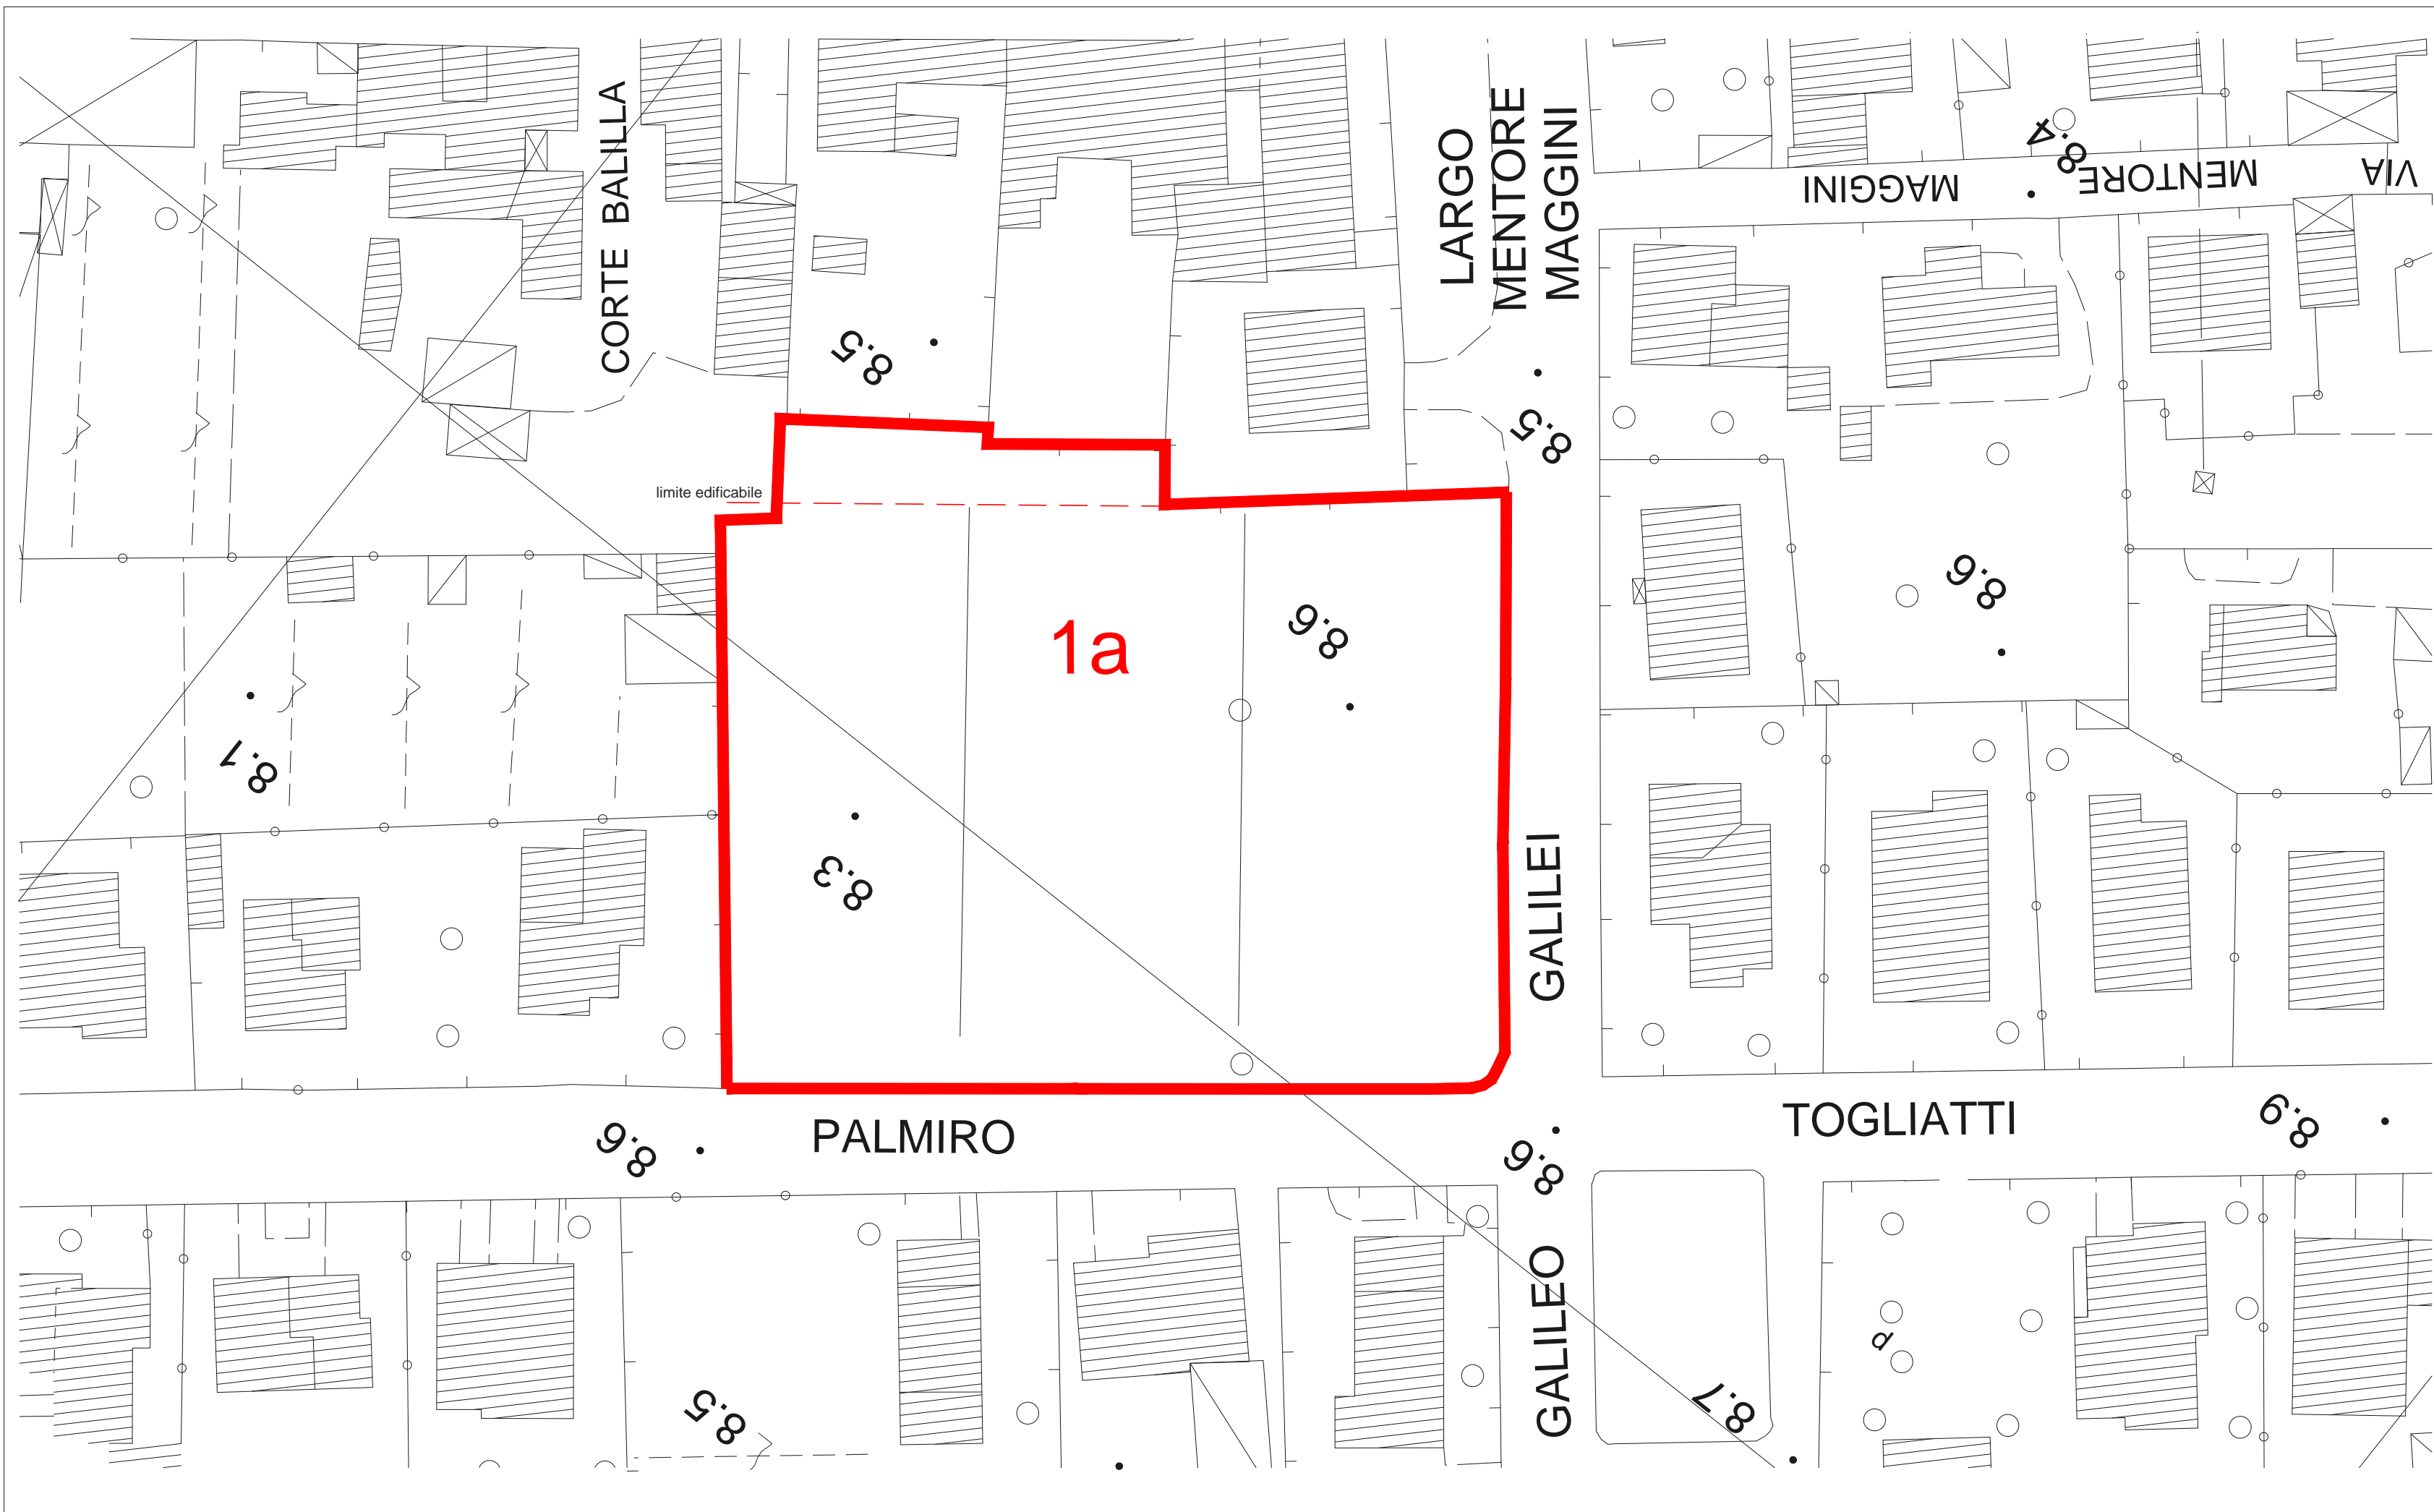 CORTE BALILLA
LARGO
MENTORE
MAGGINI
8.4
VIA
MENTORE
MAGGINI
8.5
8.5
limite edificabile
8.6
1a
8.6
8.1
8.3
GALILEI
PALMIRO
TOGLIATTI
8.6
8.6
8.9
GALILEO
8.5
8.7
p